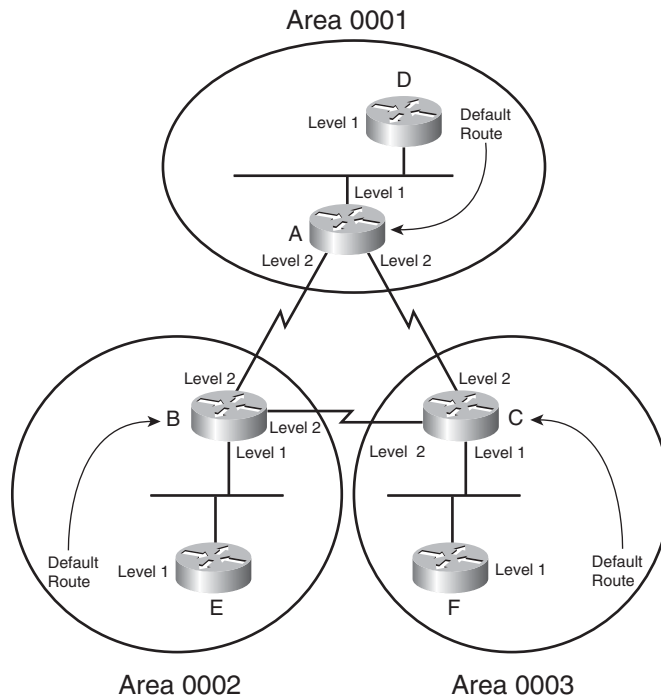 Area 0001
D
Level 1
Default
Route
Level 1
A
Level 2
Level 2
Level 2
Level 2
B
C
Level 2
Level 2
Level 1
Level 1
Default
Route
Level 1
Level 1
Default
Route
E
F
Area 0002
Area 0003